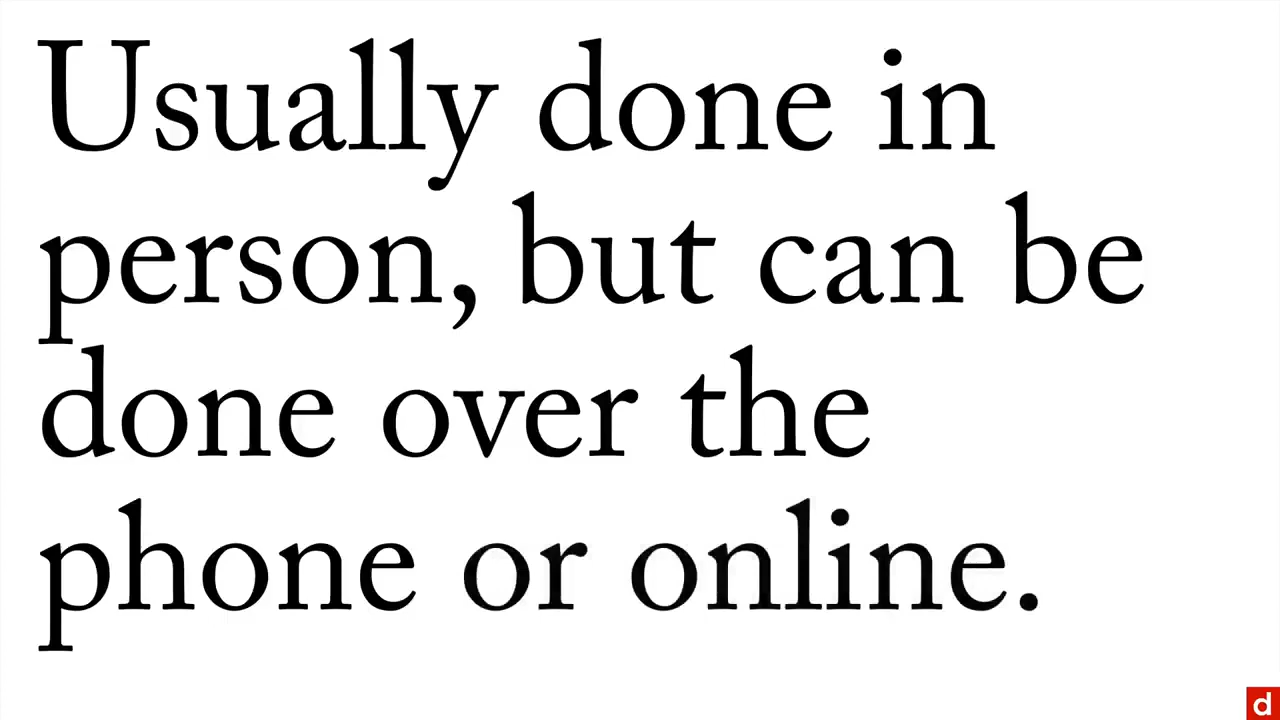 Usually done in
person, but can be
done over the
phone or online.
d